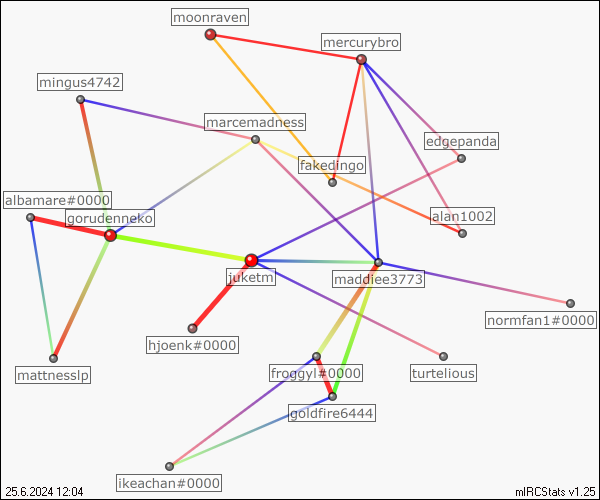 moonraven
mercurybro
mingus4742
marcemadness
edgepanda
fakedingo
albamare#0000
gorudenneko
alan1002
juketm
maddiee3773
normfan1#0000
hjoenk#0000
mattnesslp
froggyl#0000
turtelious
goldfire6444
ikeachan#0000
25.6.2024 12:04
mIRCStats v1.25